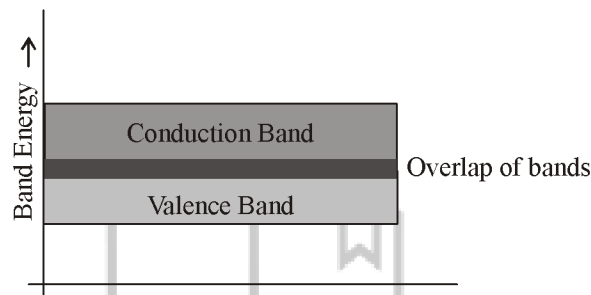 Band Energy →
Conduction Band
Overlap of bands
Valence Band